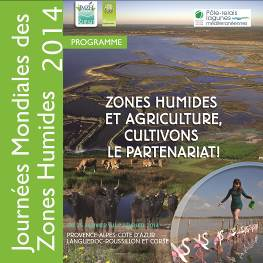 Journées Mondiales des
Zones Humides 2014
Pôle-relais
lagunes
méditerranéennes
PROGRAMME
ZONES HUMIDES
ET AGRICULTURE,
CULTIVONS
LE PARTENARIAT!
PROVENCE-ALPES-CÔTE D'AZUR
LANGUEDOC-ROUSSILLON ET CORSE